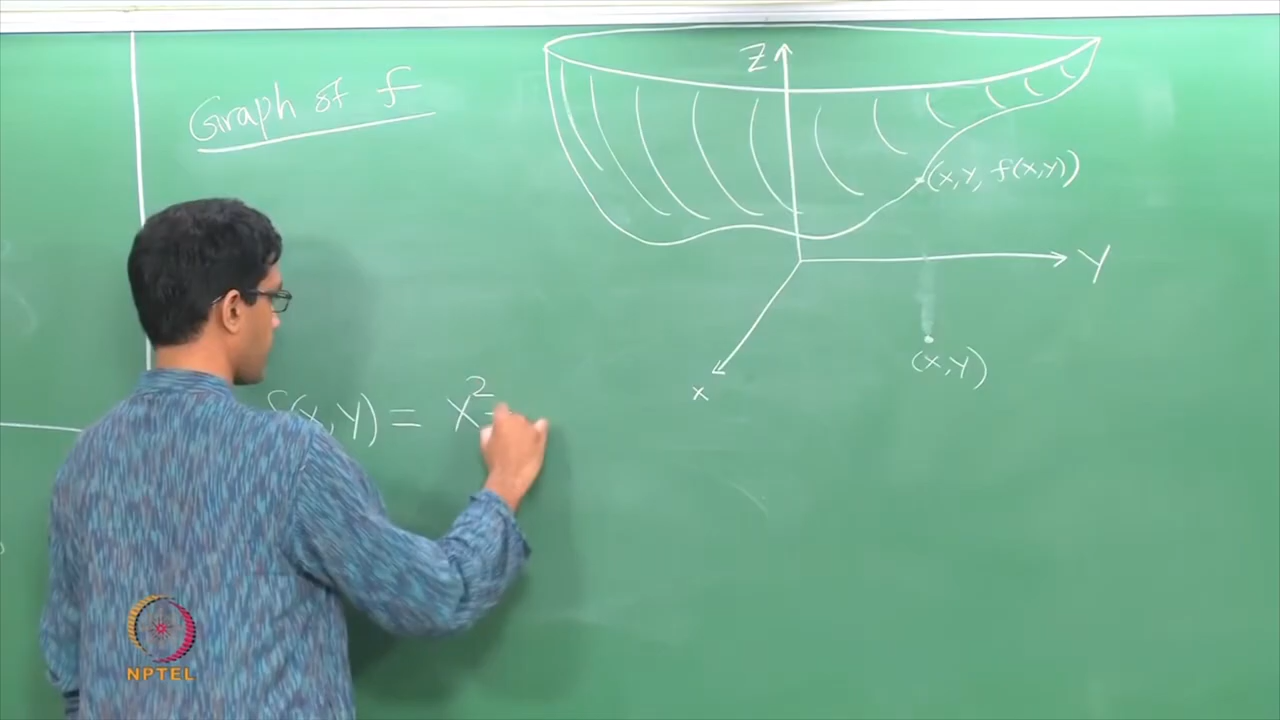 Graph of f
Z
(x,y, f(x,y))
Y
(x,y)
x
f(x,y) = x²
NPTEL